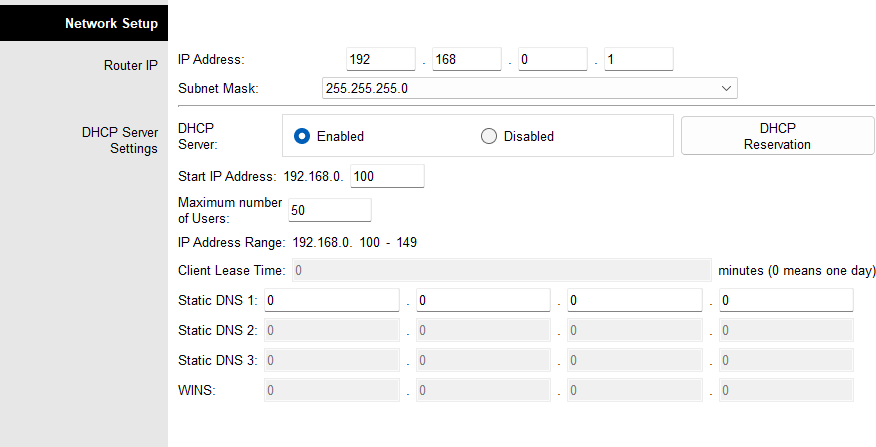 Network Setup
Router IP
IP Address: 192 . 168 . 0 . 1
Subnet Mask: 255.255.255.0
DHCP Server
Settings
DHCP
Server:
Enabled Disabled
DHCP
Reservation
Start IP Address: 192.168.0. 100
Maximum number
of Users: 50
IP Address Range: 192.168.0. 100 - 149
Client Lease Time: 0 minutes (0 means one day)
Static DNS 1: 0 . 0 . 0 . 0
Static DNS 2: 0 . 0 . 0 . 0
Static DNS 3: 0 . 0 . 0 . 0
WINS: 0 . 0 . 0 . 0